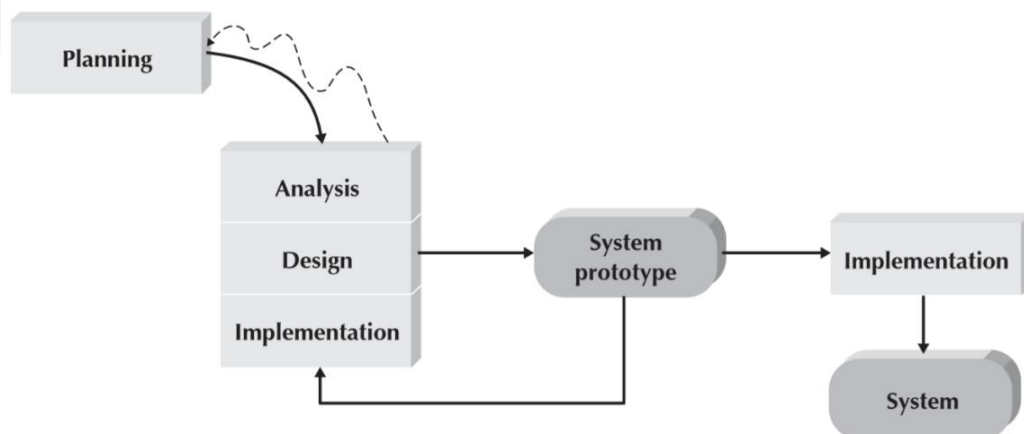 Planning
Analysis
Design
Implementation
System
prototype
Implementation
System